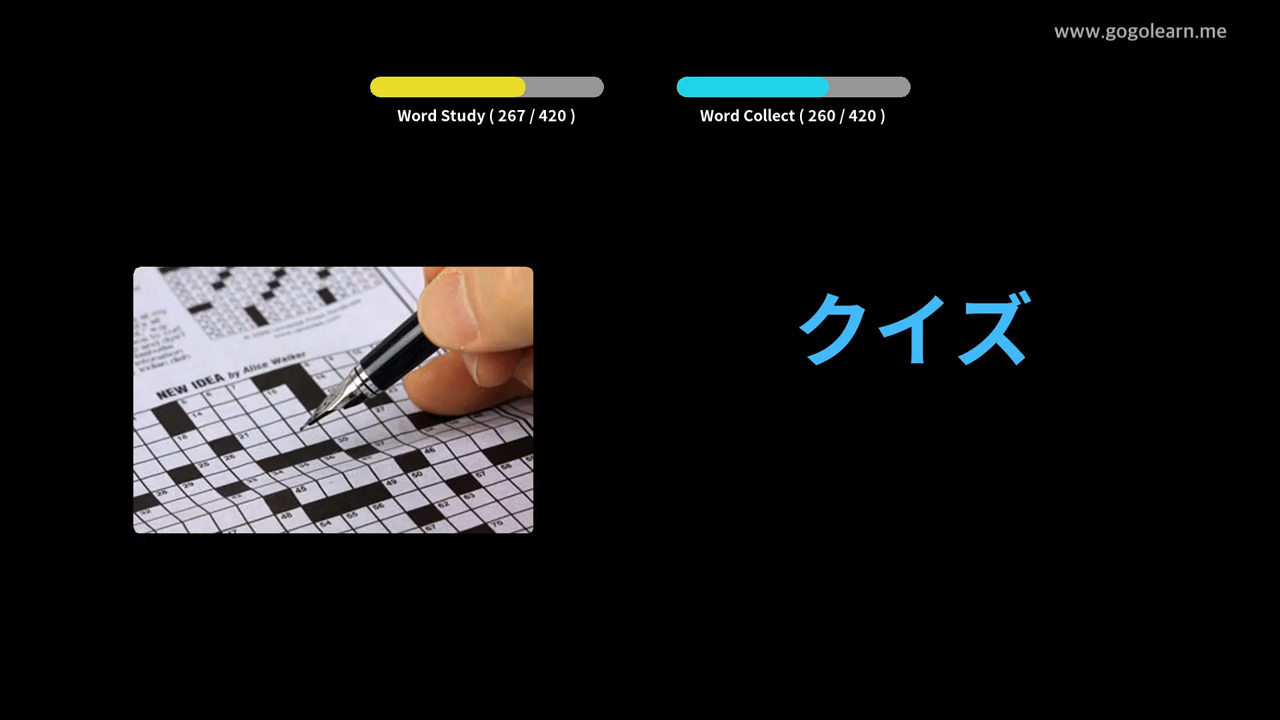 www.gogolearn.me
Word Study ( 267 / 420 )
Word Collect ( 260 / 420 )
クイズ
NEW IDEA by Alice Walker